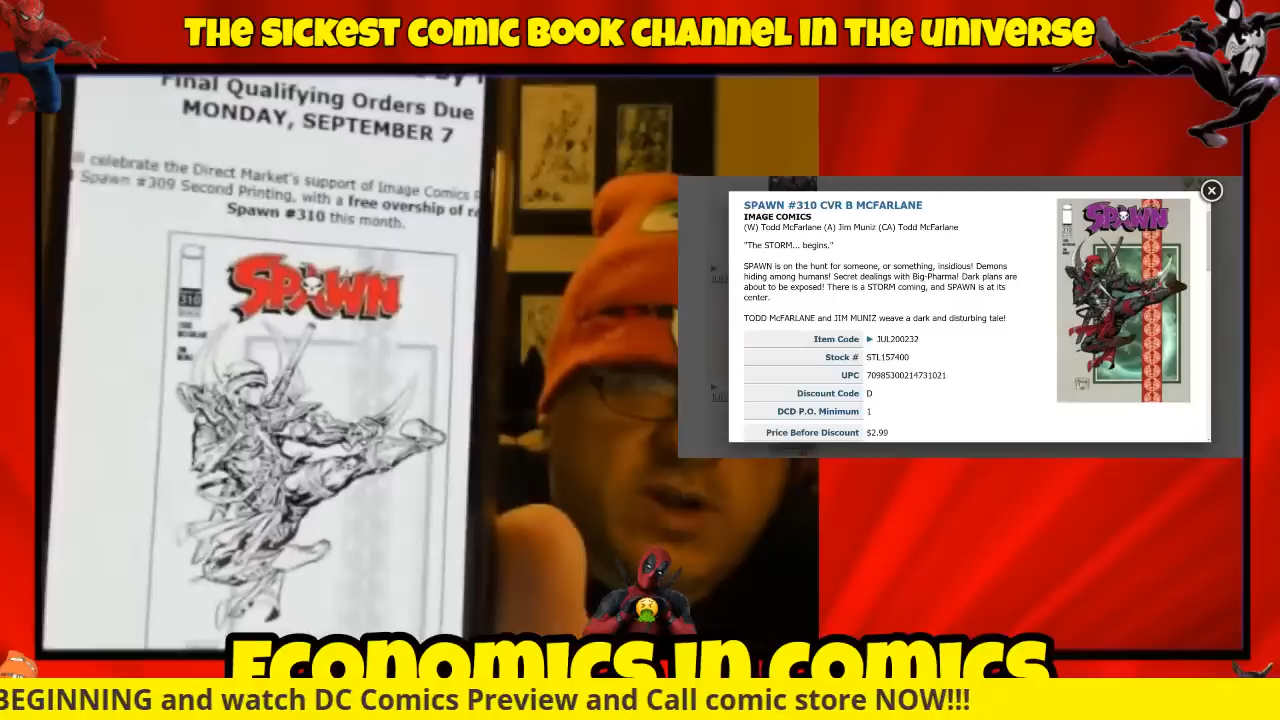 THE SICKEST COMIC BOOK CHANNEL IN THE UNIVERSE
Final Qualifying Orders Due
MONDAY, SEPTEMBER 7
celebrate the Direct Market's support of Image Comics
Spawn #309 Second Printing, with a free overship of
Spawn #310 this month.
SPAWN
310
SPAWN #310 CVR B MCFARLANE
IMAGE COMICS
(W) Todd McFarlane (A) Jim Muniz (CA) Todd McFarlane
"The STORM... begins."
SPAWN is on the hunt for someone, or something, insidious! Demons
hiding among humans! Secret dealings with Big-Pharma! Dark plans are
about to be exposed! There is a STORM coming, and SPAWN is at its
center.
TODD McFARLANE and JIM MUNIZ weave a dark and disturbing tale!
Item Code ▶ JUL200232
Stock # STL157400
UPC 70985300214731021
Discount Code D
DCD P.O. Minimum 1
Price Before Discount $2.99
SPAWN
ECONOMICS IN COMICS
BEGINNING and watch DC Comics Preview and Call comic store NOW!!!